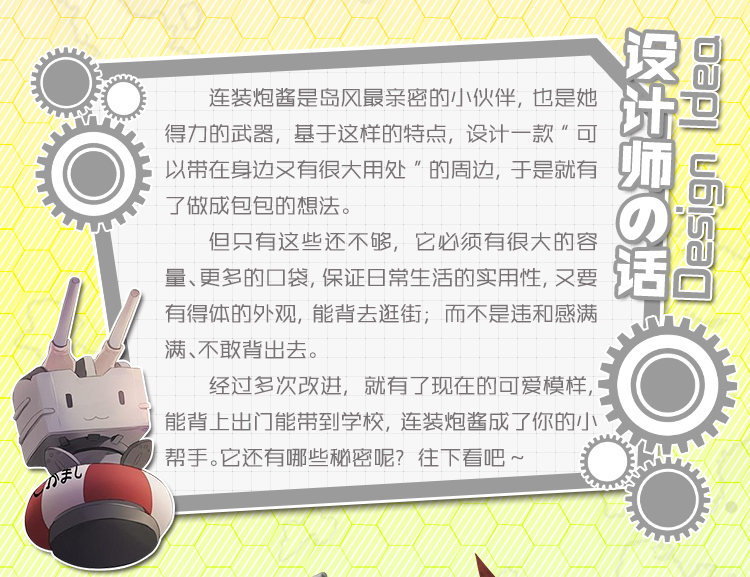 连装炮酱是岛风最亲密的小伙伴，也是她
得力的武器，基于这样的特点，设计一款“可
以带在身边又有很大用处”的周边，于是就有
了做成包包的想法。
但只有这些还不够，它必须有很大的容
量、更多的口袋，保证日常生活的实用性，又要
有得体的外观，能背去逛街；而不是违和感满
满、不敢背出去。
经过多次改进，就有了现在的可爱模样，
能背上出门能带到学校，连装炮酱成了你的小
帮手。它还有哪些秘密呢？往下看吧～
设计师の话
Design Idea